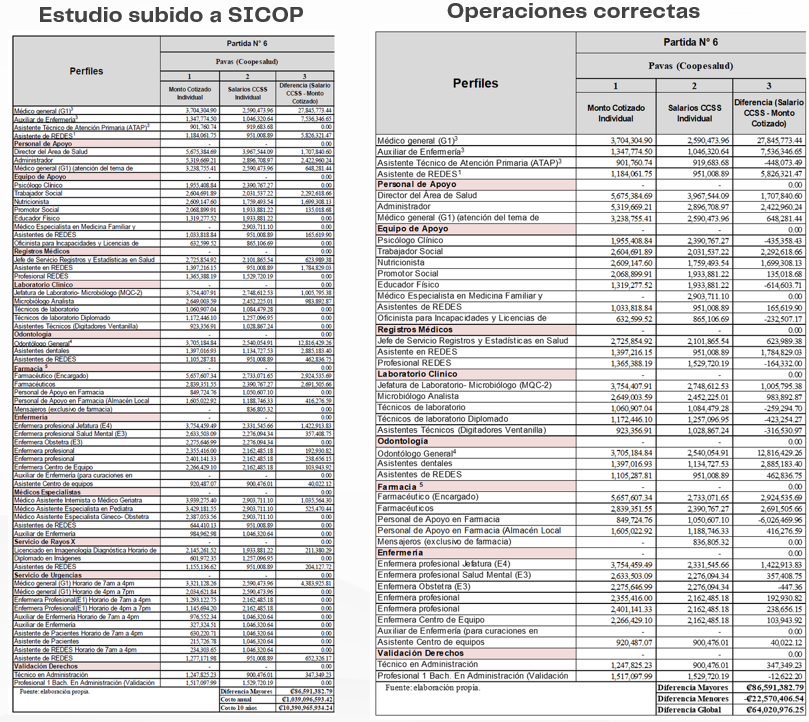 Estudio subido a SICOP
Perfiles
Partida N° 6
Pavas (Coopesalud)
1 2 3
Monto Cotizado Individual Salarios CCSS Individual Diferencia (Salario CCSS - Monto Cotizado)
Médico general (G1)3 3,704,304.90 2,590,473.96 27,845,773.44
Auxiliar de Enfermería3 1,347,774.50 1,046,320.64 7,536,346.65
Asistente Técnico de Atención Primaria (ATAP)3 901,760.74 919,683.68 0.00
Asistente de REDES1 1,184,061.75 951,008.89 5,826,321.47
Personal de Apoyo - - 0.00
Director del Área de Salud 5,675,384.69 3,967,544.09 1,707,840.60
Administrador 5,319,669.21 2,896,708.97 2,422,960.24
Médico general (G1) (atención del tema de 3,238,755.41 2,590,473.96 648,281.44
Equipo de Apoyo - - 0.00
Psicólogo Clínico 1,955,408.84 2,390,767.27 0.00
Trabajador Social 2,604,691.89 2,031,537.22 2,292,618.66
Nutricionista 2,609,147.60 1,759,493.54 1,699,308.13
Promotor Social 2,068,899.91 1,933,881.22 135,018.68
Educador Físico 1,319,277.52 1,933,881.22 0.00
Médico Especialista en Medicina Familiar y - 2,903,711.10 0.00
Asistentes de REDES 1,033,818.84 951,008.89 165,619.90
Oficinista para Incapacidades y Licencias de 632,599.52 865,106.69 0.00
Registros Médicos - - 0.00
Jefe de Servicio Registros y Estadísticas en Salud 2,725,854.92 2,101,865.54 623,989.38
Asistente en REDES 1,397,216.15 951,008.89 1,784,829.03
Profesional REDES 1,365,388.19 1,529,720.19 0.00
Laboratorio Clínico - - 0.00
Jefatura de Laboratorio- Microbiólogo (MQC-2) 3,754,407.91 2,748,612.53 1,005,795.38
Microbiólogo Analista 2,649,003.59 2,452,225.01 983,892.87
Técnicos de laboratorio 1,060,907.04 1,084,479.28 0.00
Técnicos de laboratorio Diplomado 1,172,446.10 1,257,096.95 0.00
Asistentes Técnicos (Digitadores Ventanilla) 923,356.91 1,028,867.24 0.00
Odontología - - 0.00
Odontólogo General4 3,705,184.84 2,540,054.91 12,816,429.26
Asistentes dentales 1,397,016.93 1,134,727.53 2,885,183.40
Asistentes de REDES 1,105,287.81 951,008.89 462,836.75
Farmacia 5 - - 0.00
Farmacéutico (Encargado) 5,657,607.34 2,733,071.65 2,924,535.69
Farmacéuticos 2,839,351.55 2,390,767.27 2,691,505.66
Personal de Apoyo en Farmacia 849,724.76 1,050,607.10 0.00
Personal de Apoyo en Farmacia (Almacén Local 1,605,022.92 1,188,746.33 416,276.59
Mensajeros (exclusivo de farmacia) - 836,805.32 0.00
Enfermería - - 0.00
Enfermera profesional Jefatura (E4) 3,754,459.49 2,331,545.66 1,422,913.83
Enfermera profesional Salud Mental (E3) 2,633,503.09 2,276,094.34 357,408.75
Enfermera Obstetra (E3) 2,275,646.99 2,276,094.34 0.00
Enfermera profesional 2,355,416.00 2,162,485.18 192,930.82
Enfermera profesional 2,401,141.33 2,162,485.18 238,656.15
Enfermera Centro de Equipo 2,266,429.10 2,162,485.18 103,943.92
Auxiliar de Enfermería (para curaciones en - - 0.00
Asistente Centro de equipos 920,487.07 900,476.01 40,022.12
Médicos Especialistas - - 0.00
Médico Asistente Internista o Médico Geriatra 3,939,275.40 2,903,711.10 1,035,564.30
Médico Asistente Especialista en Pediatra 3,429,181.55 2,903,711.10 525,470.44
Médico Asistente Especialista Gineco- Obstetra 2,387,053.56 2,903,711.10 0.00
Asistentes de REDES 644,410.13 951,008.89 0.00
Auxiliar de Enfermería 984,962.98 1,046,320.64 0.00
Servicio de Rayos X - - 0.00
Licenciado en Imagenología Diagnóstica Horario de 2,145,261.52 1,933,881.22 211,380.29
Diplomado en Imágenes 601,972.35 1,257,096.95 0.00
Asistentes de REDES 1,155,136.62 951,008.89 204,127.72
Servicio de Urgencias - - 0.00
Médico general (G1) Horario de 7am a 4pm 3,321,128.26 2,590,473.96 4,383,925.81
Médico general (G1) Horario de 4pm a 7pm 2,034,621.84 2,590,473.96 0.00
Enfermera Profesional(E1) Horario de 7am a 4pm 1,293,122.75 2,162,485.18 0.00
Enfermera Profesional(E1) Horario de 4pm a 7pm 1,145,694.20 2,162,485.18 0.00
Auxiliar de Enfermería Horario de 7am a 4pm 976,552.34 1,046,320.64 0.00
Auxiliar de Enfermería 327,324.51 1,046,320.64 0.00
Asistente de Pacientes Horario de 7am a 4pm 630,220.71 1,046,320.64 0.00
Asistente de Pacientes 215,726.78 1,046,320.64 0.00
Asistente de REDES Horario de 7am a 4pm 234,303.65 1,046,320.64 0.00
Asistente de REDES 1,277,171.98 951,008.89 652,326.17
Validación Derechos - - 0.00
Técnico en Administración 1,247,825.23 900,476.01 347,349.23
Profesional 1 Bach. En Administración (Validación 1,517,097.99 1,529,720.19 0.00
Fuente: elaboración propia. Diferencia Mayores ₡86,591,382.79
Costo anual ₡1,039,096,593.42
Costo 10 años ₡10,390,965,934.24
Operaciones correctas
Perfiles
Partida N° 6
Pavas (Coopesalud)
1 2 3
Monto Cotizado Individual Salarios CCSS Individual Diferencia (Salario CCSS - Monto Cotizado)
Médico general (G1)3 3,704,304.90 2,590,473.96 27,845,773.44
Auxiliar de Enfermería3 1,347,774.50 1,046,320.64 7,536,346.65
Asistente Técnico de Atención Primaria (ATAP)3 901,760.74 919,683.68 -448,073.49
Asistente de REDES1 1,184,061.75 951,008.89 5,826,321.47
Personal de Apoyo - - 0.00
Director del Área de Salud 5,675,384.69 3,967,544.09 1,707,840.60
Administrador 5,319,669.21 2,896,708.97 2,422,960.24
Médico general (G1) (atención del tema de 3,238,755.41 2,590,473.96 648,281.44
Equipo de Apoyo - - 0.00
Psicólogo Clínico 1,955,408.84 2,390,767.27 -435,358.43
Trabajador Social 2,604,691.89 2,031,537.22 2,292,618.66
Nutricionista 2,609,147.60 1,759,493.54 1,699,308.13
Promotor Social 2,068,899.91 1,933,881.22 135,018.68
Educador Físico 1,319,277.52 1,933,881.22 -614,603.71
Médico Especialista en Medicina Familiar y - 2,903,711.10 0.00
Asistentes de REDES 1,033,818.84 951,008.89 165,619.90
Oficinista para Incapacidades y Licencias de 632,599.52 865,106.69 -232,507.17
Registros Médicos - - 0.00
Jefe de Servicio Registros y Estadísticas en Salud 2,725,854.92 2,101,865.54 623,989.38
Asistente en REDES 1,397,216.15 951,008.89 1,784,829.03
Profesional REDES 1,365,388.19 1,529,720.19 -164,332.00
Laboratorio Clínico - - 0.00
Jefatura de Laboratorio- Microbiólogo (MQC-2) 3,754,407.91 2,748,612.53 1,005,795.38
Microbiólogo Analista 2,649,003.59 2,452,225.01 983,892.87
Técnicos de laboratorio 1,060,907.04 1,084,479.28 -259,294.70
Técnicos de laboratorio Diplomado 1,172,446.10 1,257,096.95 -423,254.27
Asistentes Técnicos (Digitadores Ventanilla) 923,356.91 1,028,867.24 -316,530.97
Odontología - - 0.00
Odontólogo General4 3,705,184.84 2,540,054.91 12,816,429.26
Asistentes dentales 1,397,016.93 1,134,727.53 2,885,183.40
Asistentes de REDES 1,105,287.81 951,008.89 462,836.75
Farmacia 5 - - 0.00
Farmacéutico (Encargado) 5,657,607.34 2,733,071.65 2,924,535.69
Farmacéuticos 2,839,351.55 2,390,767.27 2,691,505.66
Personal de Apoyo en Farmacia 849,724.76 1,050,607.10 -6,026,469.96
Personal de Apoyo en Farmacia (Almacén Local 1,605,022.92 1,188,746.33 416,276.59
Mensajeros (exclusivo de farmacia) - 836,805.32 0.00
Enfermería - - 0.00
Enfermera profesional Jefatura (E4) 3,754,459.49 2,331,545.66 1,422,913.83
Enfermera profesional Salud Mental (E3) 2,633,503.09 2,276,094.34 357,408.75
Enfermera Obstetra (E3) 2,275,646.99 2,276,094.34 -447.36
Enfermera profesional 2,355,416.00 2,162,485.18 192,930.82
Enfermera profesional 2,401,141.33 2,162,485.18 238,656.15
Enfermera Centro de Equipo 2,266,429.10 2,162,485.18 103,943.92
Auxiliar de Enfermería (para curaciones en - - 0.00
Asistente Centro de equipos 920,487.07 900,476.01 40,022.12
Validación Derechos - - 0.00
Técnico en Administración 1,247,825.23 900,476.01 347,349.23
Profesional 1 Bach. En Administración (Validación 1,517,097.99 1,529,720.19 -12,622.20
Fuente: elaboración propia. Diferencia Mayores ₡86,591,382.79
Diferencia Menores -₡22,570,406.54
Diferencia Global ₡64,020,976.25